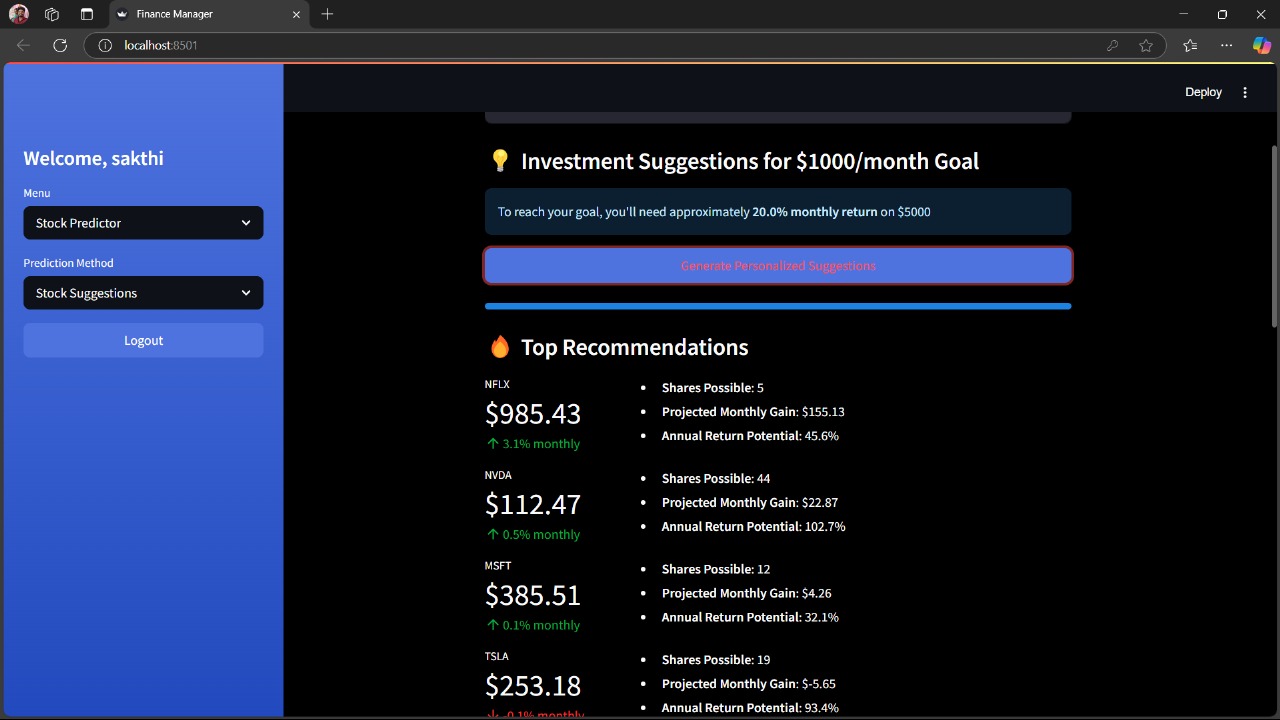 Finance Manager
localhost:8501
Deploy
Welcome, sakthi
Menu
Stock Predictor
Prediction Method
Stock Suggestions
Logout
💡 Investment Suggestions for $1000/month Goal
To reach your goal, you'll need approximately 20.0% monthly return on $5000
Generate Personalized Suggestions
🔥 Top Recommendations
NFLX
$985.43
↑ 3.1% monthly
• Shares Possible: 5
• Projected Monthly Gain: $155.13
• Annual Return Potential: 45.6%
NVDA
$112.47
↑ 0.5% monthly
• Shares Possible: 44
• Projected Monthly Gain: $22.87
• Annual Return Potential: 102.7%
MSFT
$385.51
↑ 0.1% monthly
• Shares Possible: 12
• Projected Monthly Gain: $4.26
• Annual Return Potential: 32.1%
TSLA
$253.18
↓ -0.1% monthly
• Shares Possible: 19
• Projected Monthly Gain: $-5.65
• Annual Return Potential: 93.4%